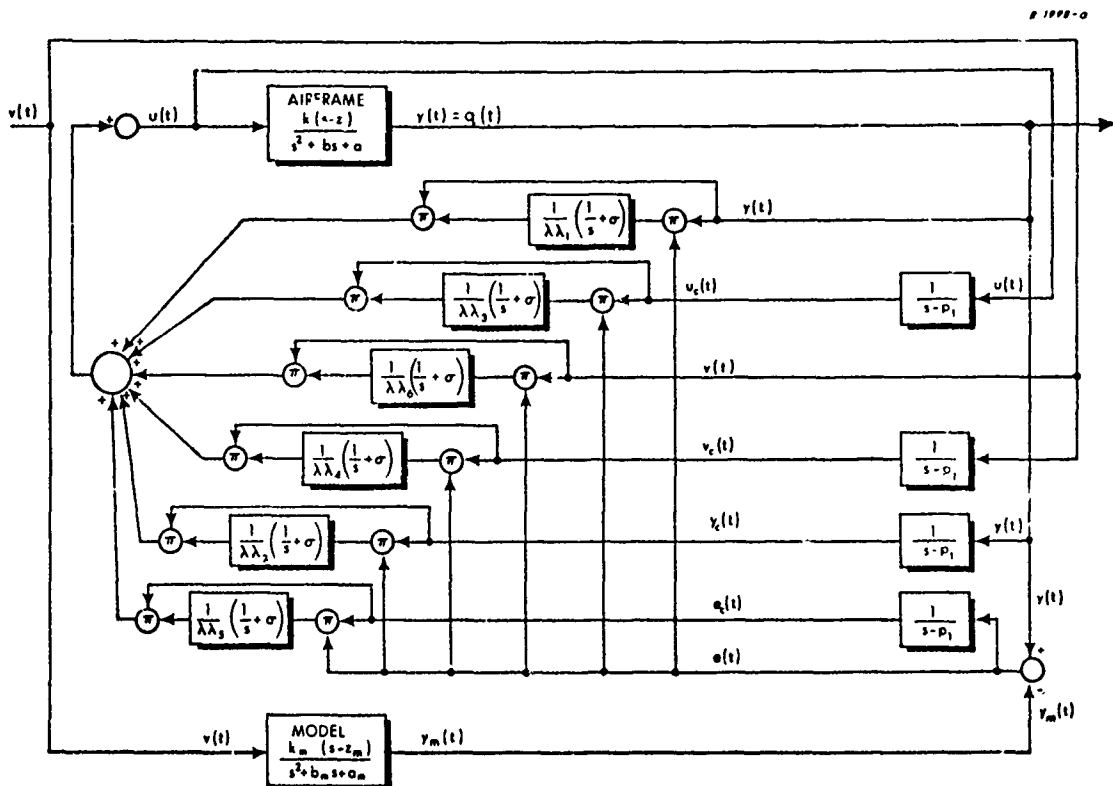 R 1998-a
v(t)
+
u(t)
AIRFRAME
k(s-z)
s² + bs + a
y(t) = q(t)
π
1/λλ₁ (1/s + σ)
π
y(t)
π
1/λλ₃ (1/s + σ)
π
u_c(t)
1/(s-p₁)
u(t)
+ + + + + +
π
1/λλ₆ (1/s + σ)
π
v(t)
π
1/λλ₄ (1/s + σ)
π
v_c(t)
1/(s-p₁)
π
1/λλ₂ (1/s + σ)
π
y_c(t)
1/(s-p₁)
y(t)
π
1/λλ₅ (1/s + σ)
π
e_c(t)
1/(s-p₁)
y(t)
e(t)
+
-
y_m(t)
v(t)
MODEL
k_m (s-z_m)
s² + b_m s + a_m
y_m(t)